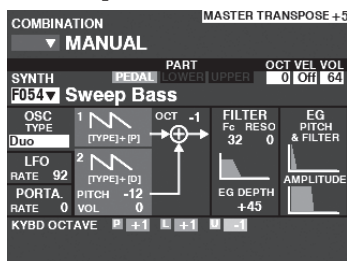 MASTER TRANSPOSE +5
COMBINATION
▼ MANUAL
PART OCT VEL VOL
SYNTH PEDAL LOWER UPPER 0 Off 64
F054▼ Sweep Bass
OSC TYPE Duo
1 [TYPE]+[P]
OCT -1
FILTER
Fc RESO
32 0
EG DEPTH
+45
EG
PITCH
& FILTER
AMPLITUDE
LFO
RATE 92
2 [TYPE]+[D]
PITCH -12
VOL 0
PORTA.
RATE 0
KYBD OCTAVE P +1 L +1 U -1